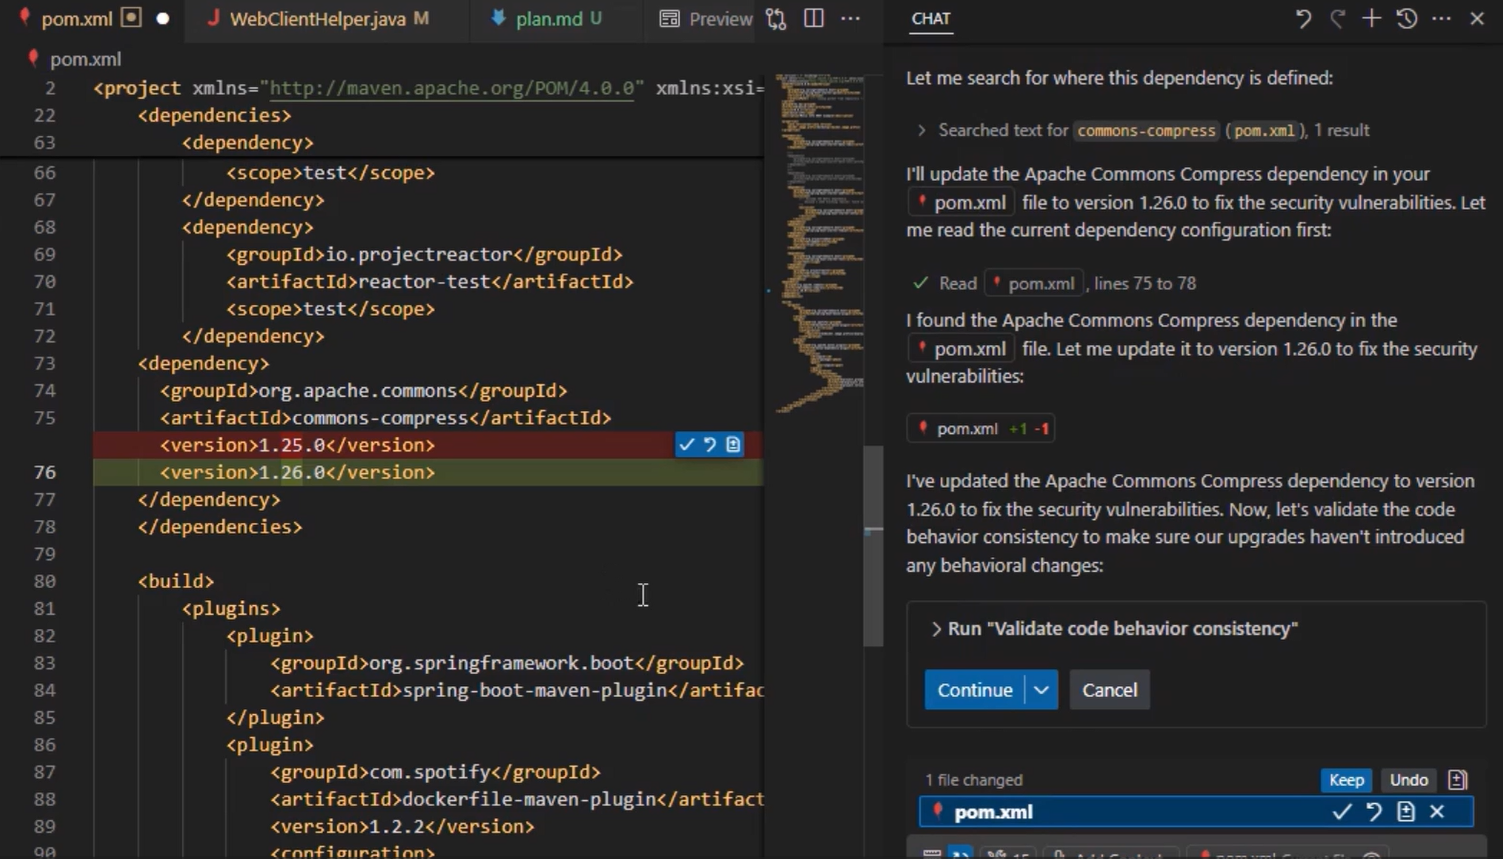 pom.xml
WebClientHelper.java M
plan.md U
Preview
pom.xml
2 <project xmlns="http://maven.apache.org/POM/4.0.0" xmlns:xsi=
22 <dependencies>
63 <dependency>
66 <scope>test</scope>
67 </dependency>
68 <dependency>
69 <groupId>io.projectreactor</groupId>
70 <artifactId>reactor-test</artifactId>
71 <scope>test</scope>
72 </dependency>
73 <dependency>
74 <groupId>org.apache.commons</groupId>
75 <artifactId>commons-compress</artifactId>
<version>1.25.0</version>
76 <version>1.26.0</version>
77 </dependency>
78 </dependencies>
79
80 <build>
81 <plugins>
82 <plugin>
83 <groupId>org.springframework.boot</groupId>
84 <artifactId>spring-boot-maven-plugin</artifac
85 </plugin>
86 <plugin>
87 <groupId>com.spotify</groupId>
88 <artifactId>dockerfile-maven-plugin</artifact
89 <version>1.2.2</version>
90 <configuration>
CHAT
Let me search for where this dependency is defined:
Searched text for commons-compress (pom.xml), 1 result
I'll update the Apache Commons Compress dependency in your
pom.xml file to version 1.26.0 to fix the security vulnerabilities. Let
me read the current dependency configuration first:
Read pom.xml, lines 75 to 78
I found the Apache Commons Compress dependency in the
pom.xml file. Let me update it to version 1.26.0 to fix the security
vulnerabilities:
pom.xml +1 -1
I've updated the Apache Commons Compress dependency to version
1.26.0 to fix the security vulnerabilities. Now, let's validate the code
behavior consistency to make sure our upgrades haven't introduced
any behavioral changes:
Run "Validate code behavior consistency"
Continue
Cancel
1 file changed
Keep
Undo
pom.xml